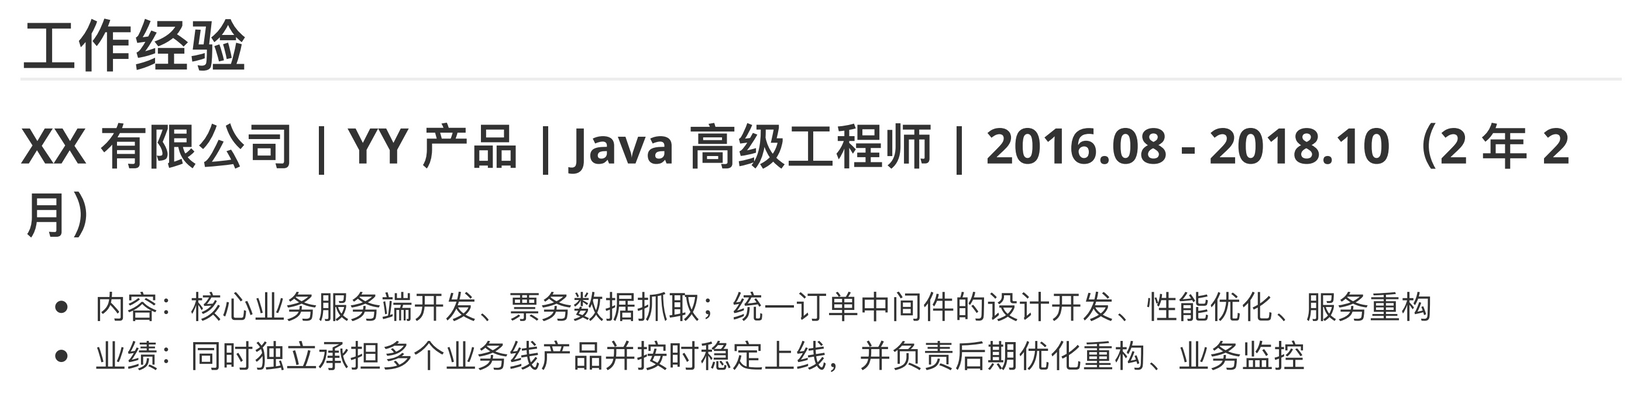 工作经验
XX 有限公司 | YY 产品 | Java 高级工程师 | 2016.08 - 2018.10（2 年 2
月）
• 内容：核心业务服务端开发、票务数据抓取；统一订单中间件的设计开发、性能优化、服务重构
• 业绩：同时独立承担多个业务线产品并按时稳定上线，并负责后期优化重构、业务监控